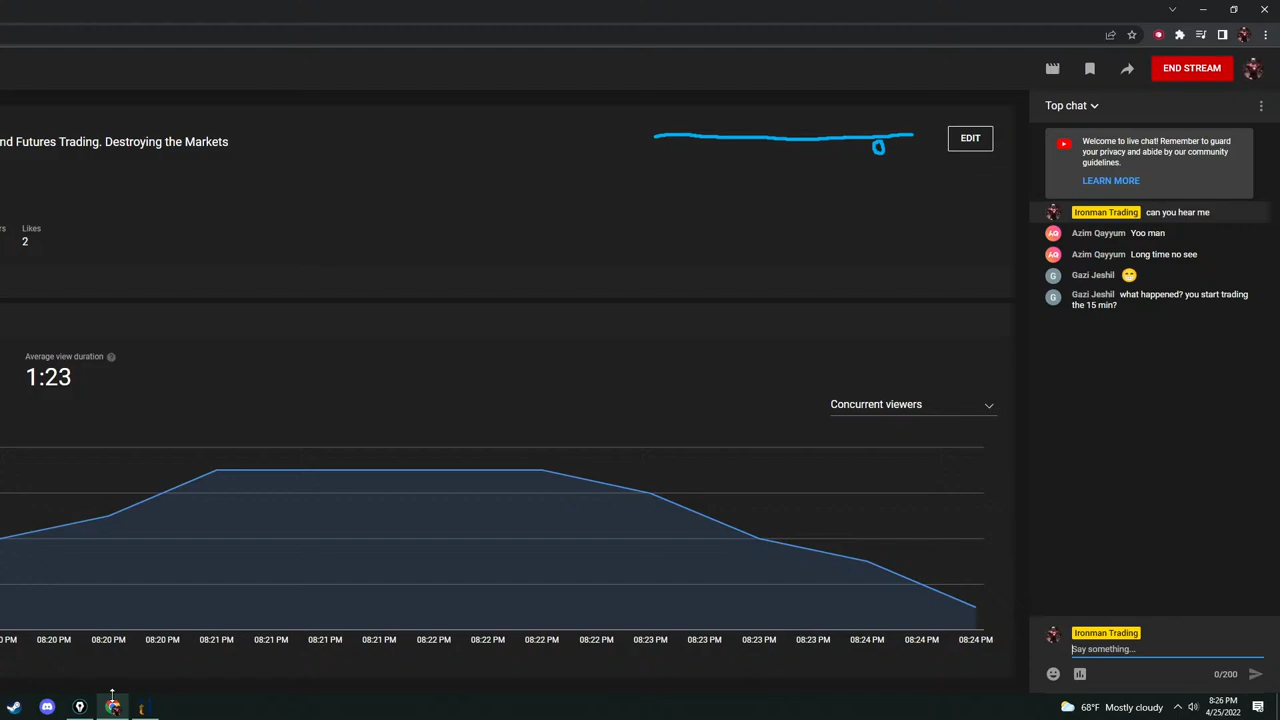 END STREAM
Top chat
Welcome to live chat! Remember to guard
your privacy and abide by our community
guidelines.
LEARN MORE
nd Futures Trading. Destroying the Markets
EDIT
rs Likes
2
Ironman Trading can you hear me
Azim Qayyum Yoo man
Azim Qayyum Long time no see
Gazi Jeshil 😁
Gazi Jeshil what happened? you start trading
the 15 min?
Average view duration
1:23
Concurrent viewers
0 PM 08:20 PM 08:20 PM 08:20 PM 08:21 PM 08:21 PM 08:21 PM 08:21 PM 08:22 PM 08:22 PM 08:22 PM 08:22 PM 08:23 PM 08:23 PM 08:23 PM 08:24 PM 08:24 PM 08:24 PM
Ironman Trading
Say something...
0/200
68°F Mostly cloudy
8:26 PM
4/25/2022